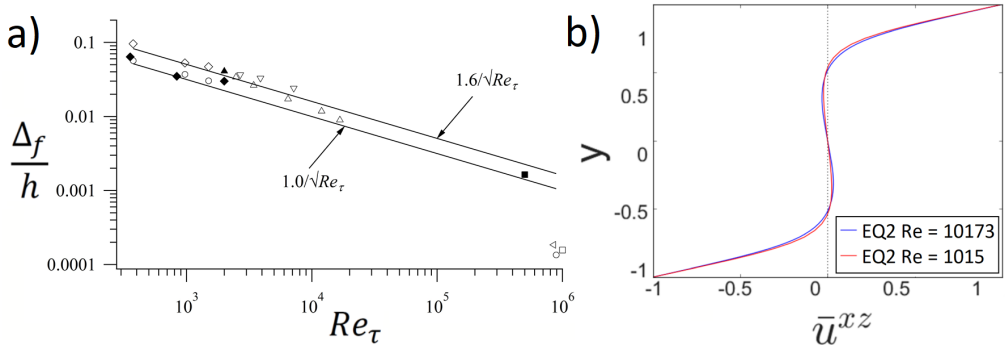 a)
0.1
0.01
0.001
0.0001
Δf/h
1.6/√Reτ
1.0/√Reτ
10³
10⁴
10⁵
10⁶
Reτ
b)
1
0.5
0
-0.5
-1
y
EQ2 Re = 10173
EQ2 Re = 1015
-1
-0.5
0
0.5
1
ū^xz